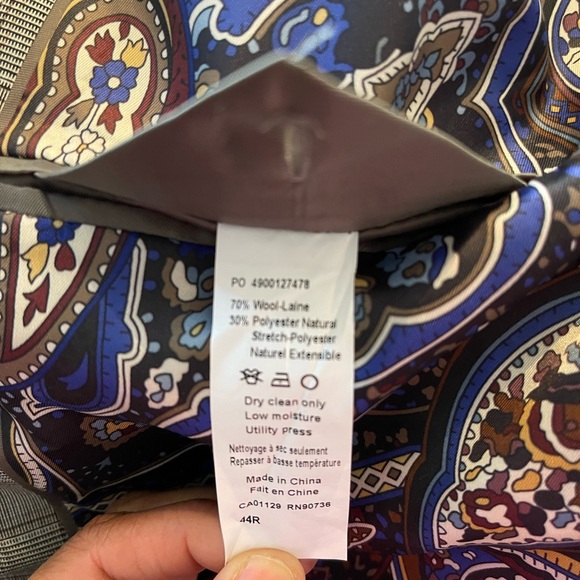 PO 4900127478
70% Wool-Laine
30% Polyester Natural
Stretch-Polyester
Naturel Extensible
Dry clean only
Low moisture
Utility press
Nettoyage à sèc seulement
Repasser à basse température
Made in China
Fait en Chine
CA01129 RN90736
44R